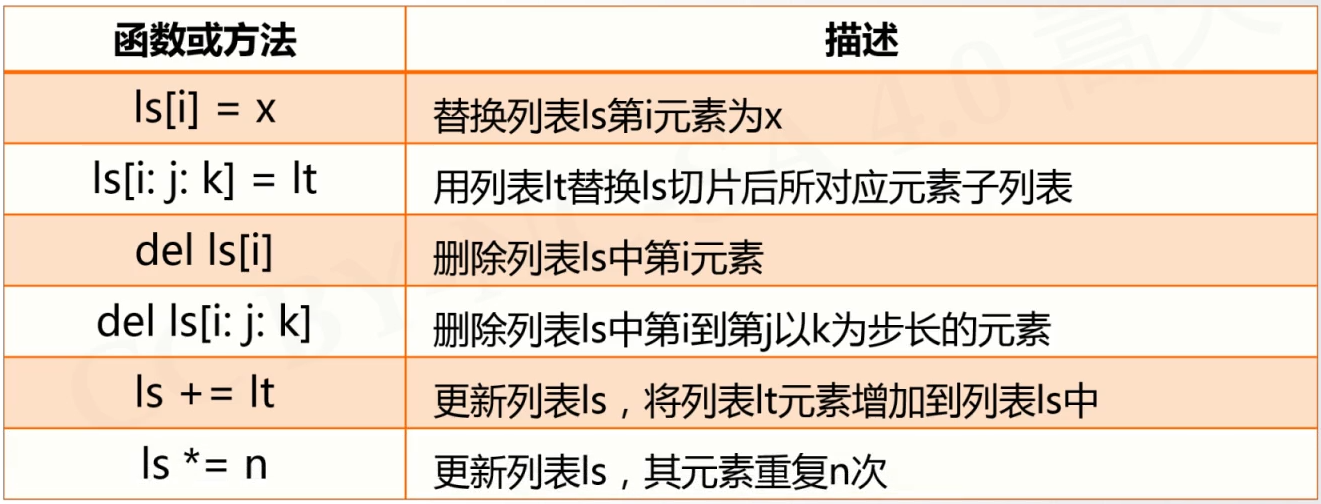 函数或方法 描述
ls[i] = x 替换列表ls第i元素为x
ls[i: j: k] = lt 用列表lt替换ls切片后所对应元素子列表
del ls[i] 删除列表ls中第i元素
del ls[i: j: k] 删除列表ls中第i到第j以k为步长的元素
ls += lt 更新列表ls，将列表lt元素增加到列表ls中
ls *= n 更新列表ls，其元素重复n次